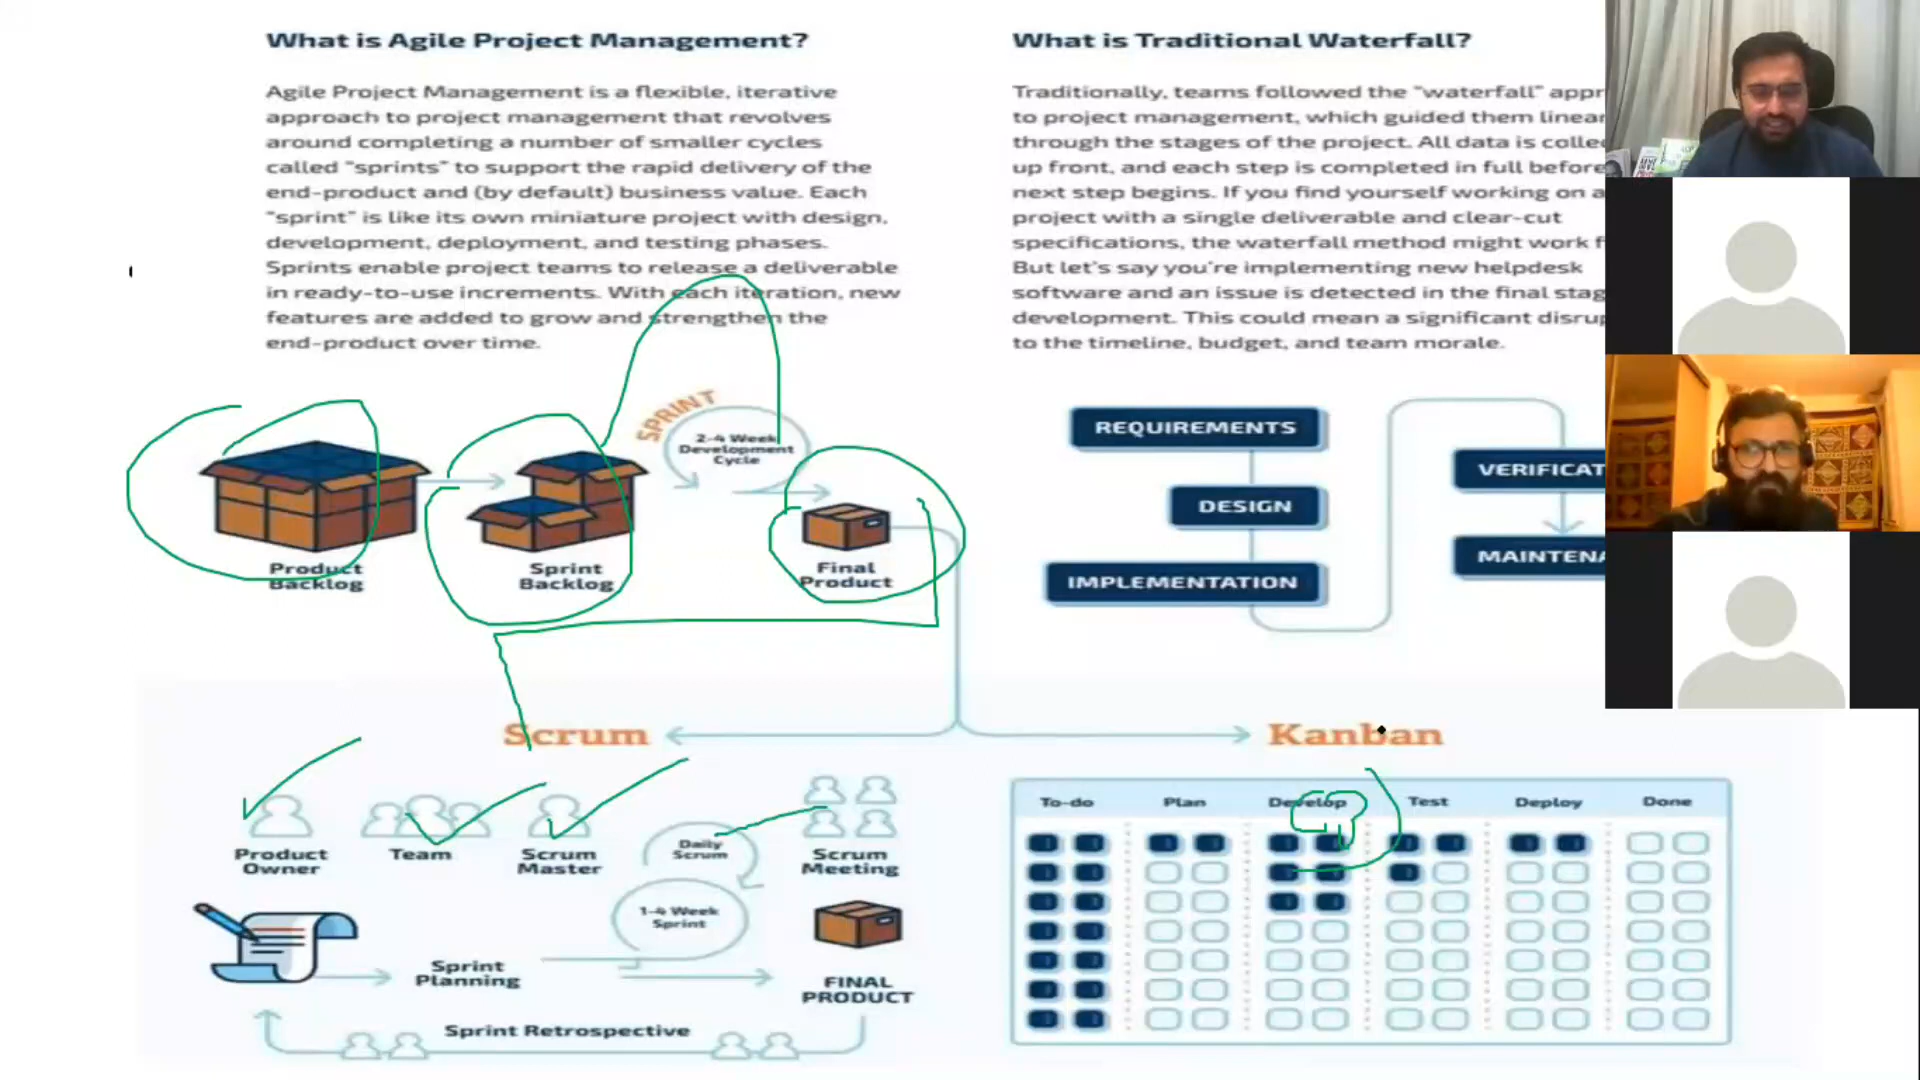 What is Agile Project Management?
Agile Project Management is a flexible, iterative
approach to project management that revolves
around completing a number of smaller cycles
called "sprints" to support the rapid delivery of the
end-product and (by default) business value. Each
"sprint" is like its own miniature project with design,
development, deployment, and testing phases.
Sprints enable project teams to release a deliverable
in ready-to-use increments. With each iteration, new
features are added to grow and strengthen the
end-product over time.
What is Traditional Waterfall?
Traditionally, teams followed the "waterfall" appr
to project management, which guided them linear
through the stages of the project. All data is collec
up front, and each step is completed in full before
next step begins. If you find yourself working on a
project with a single deliverable and clear-cut
specifications, the waterfall method might work f
But let's say you're implementing new helpdesk
software and an issue is detected in the final stag
development. This could mean a significant disrup
to the timeline, budget, and team morale.
SPRINT
2-4 Week
Development
Cycle
Product
Backlog
Sprint
Backlog
Final
Product
REQUIREMENTS
DESIGN
IMPLEMENTATION
VERIFICAT
MAINTENA
Scrum
Product
Owner
Team
Scrum
Master
Daily
Scrum
Scrum
Meeting
1-4 Week
Sprint
Sprint
Planning
FINAL
PRODUCT
Sprint Retrospective
Kanban
To-do
Plan
Develop
Test
Deploy
Done